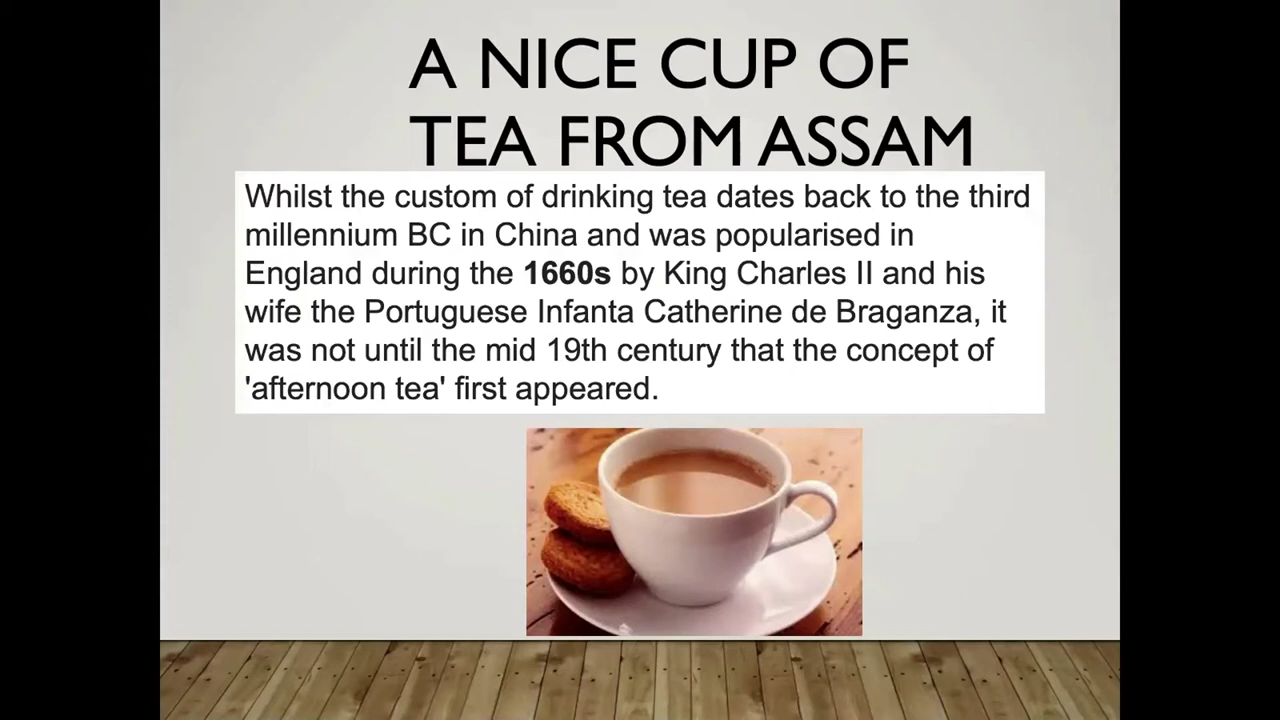 A NICE CUP OF
TEA FROM ASSAM
Whilst the custom of drinking tea dates back to the third
millennium BC in China and was popularised in
England during the 1660s by King Charles II and his
wife the Portuguese Infanta Catherine de Braganza, it
was not until the mid 19th century that the concept of
'afternoon tea' first appeared.